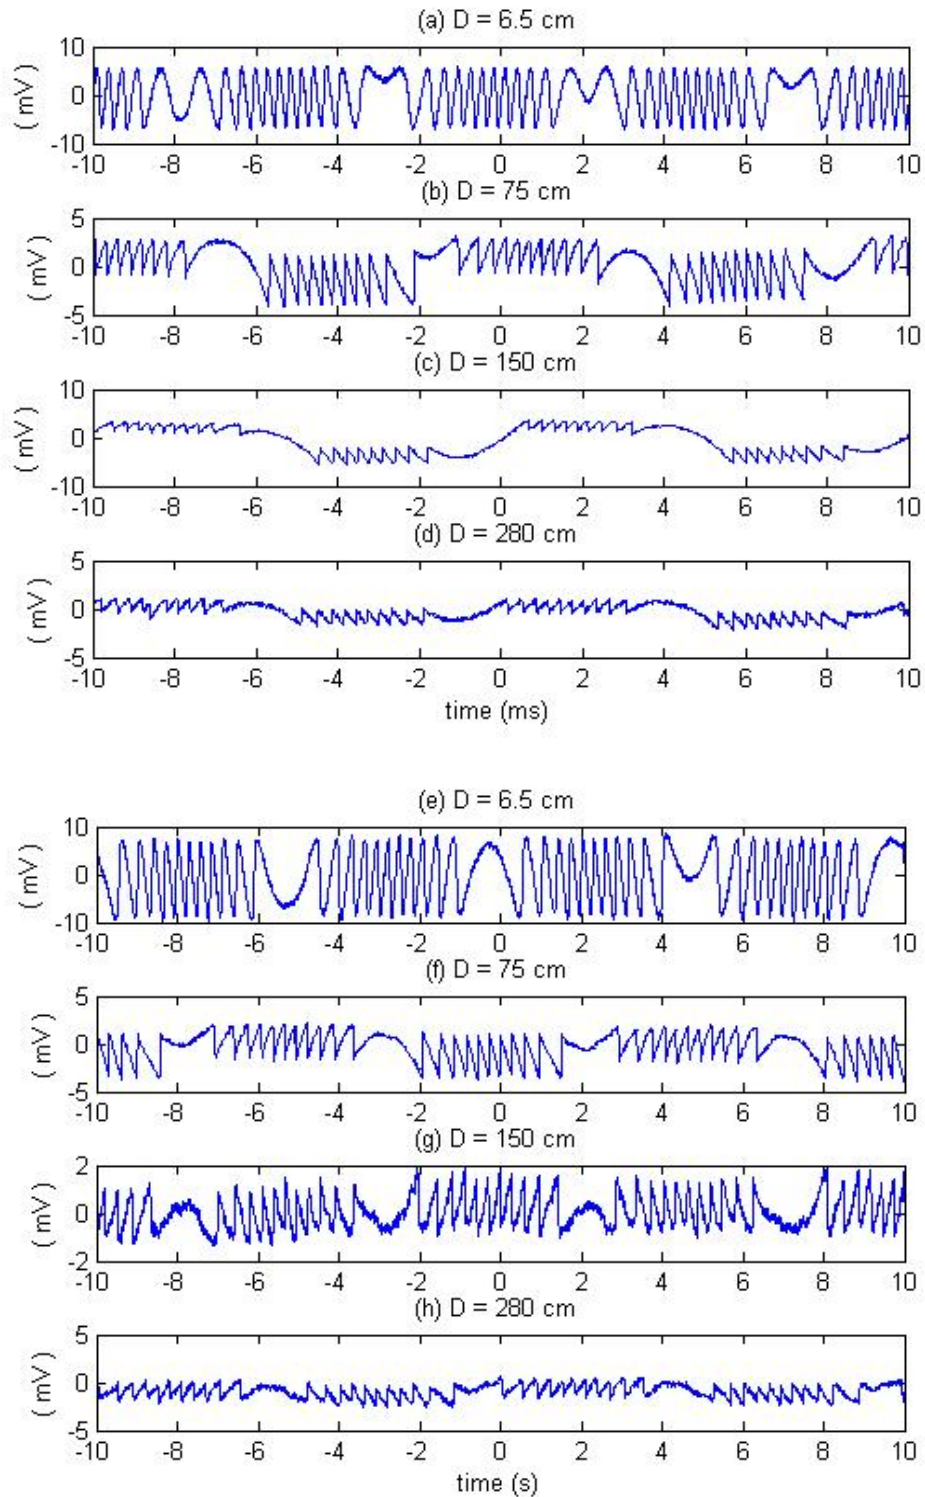 (a) D = 6.5 cm
10
0
-10
( mV )
-10 -8 -6 -4 -2 0 2 4 6 8 10
(b) D = 75 cm
5
0
-5
( mV )
-10 -8 -6 -4 -2 0 2 4 6 8 10
(c) D = 150 cm
10
0
-10
( mV )
-10 -8 -6 -4 -2 0 2 4 6 8 10
(d) D = 280 cm
5
0
-5
( mV )
-10 -8 -6 -4 -2 0 2 4 6 8 10
time (ms)
(e) D = 6.5 cm
10
0
-10
( mV )
-10 -8 -6 -4 -2 0 2 4 6 8 10
(f) D = 75 cm
5
0
-5
( mV )
-10 -8 -6 -4 -2 0 2 4 6 8 10
(g) D = 150 cm
2
0
-2
( mV )
-10 -8 -6 -4 -2 0 2 4 6 8 10
(h) D = 280 cm
5
0
-5
( mV )
-10 -8 -6 -4 -2 0 2 4 6 8 10
time (s)